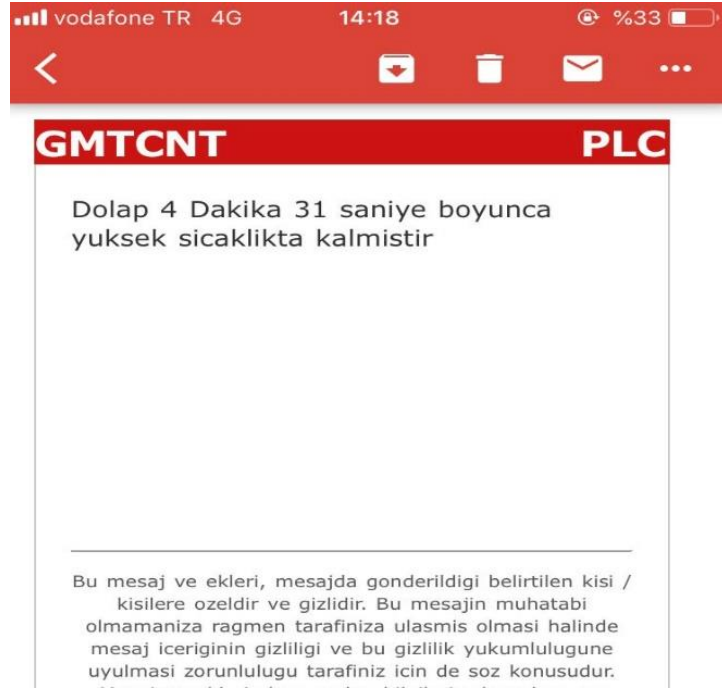 vodafone TR 4G 14:18 %33
GMTCNT PLC
Dolap 4 Dakika 31 saniye boyunca
yuksek sicaklikta kalmistir
Bu mesaj ve ekleri, mesajda gonderildigi belirtilen kisi /
kisilere ozeldir ve gizlidir. Bu mesajin muhatabi
olmamaniza ragmen tarafiniza ulasmis olmasi halinde
mesaj iceriginin gizliligi ve bu gizlilik yukumlulugune
uyulmasi zorunlulugu tarafiniz icin de soz konusudur.